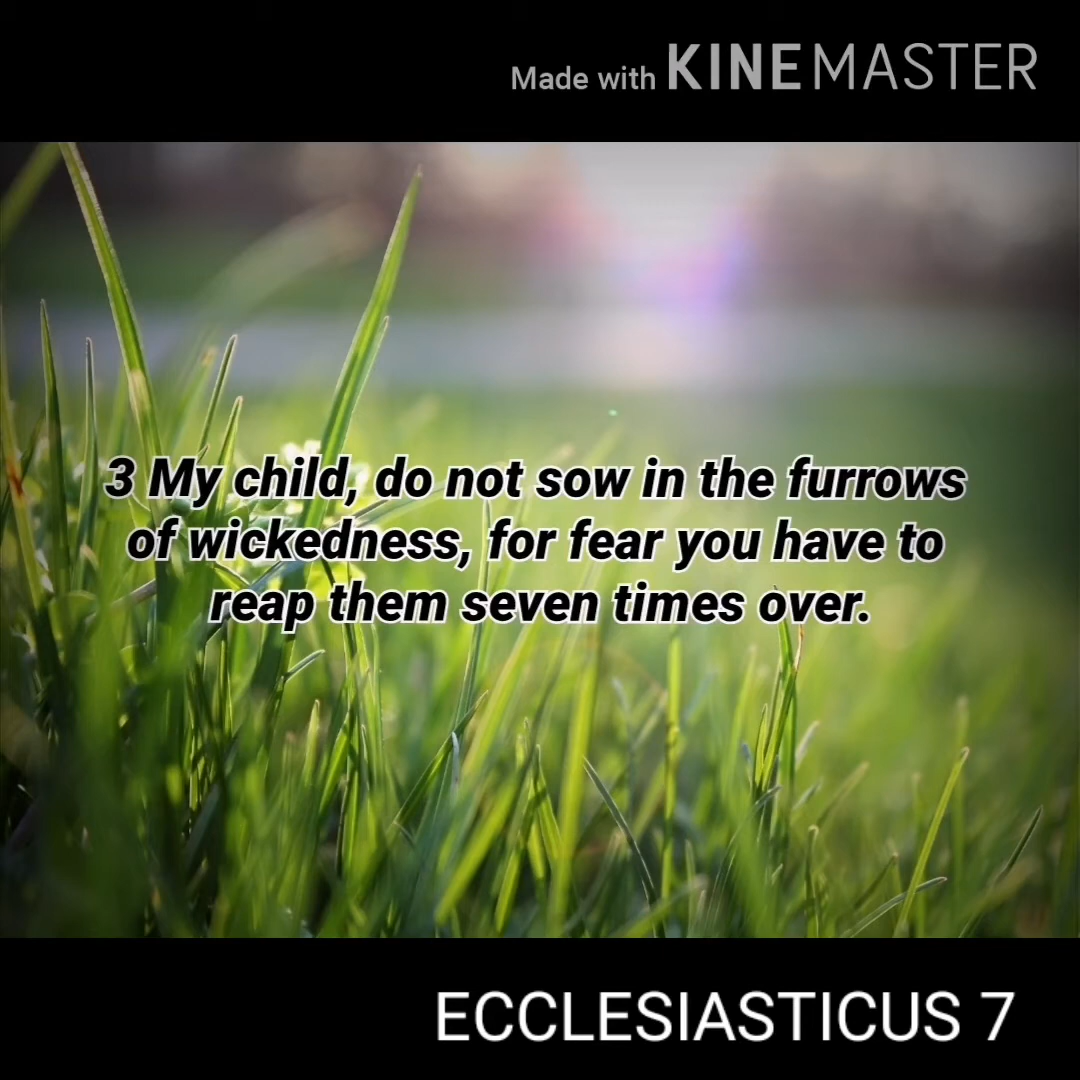 Made with KINEMASTER
3 My child, do not sow in the furrows
of wickedness, for fear you have to
reap them seven times over.
ECCLESIASTICUS 7